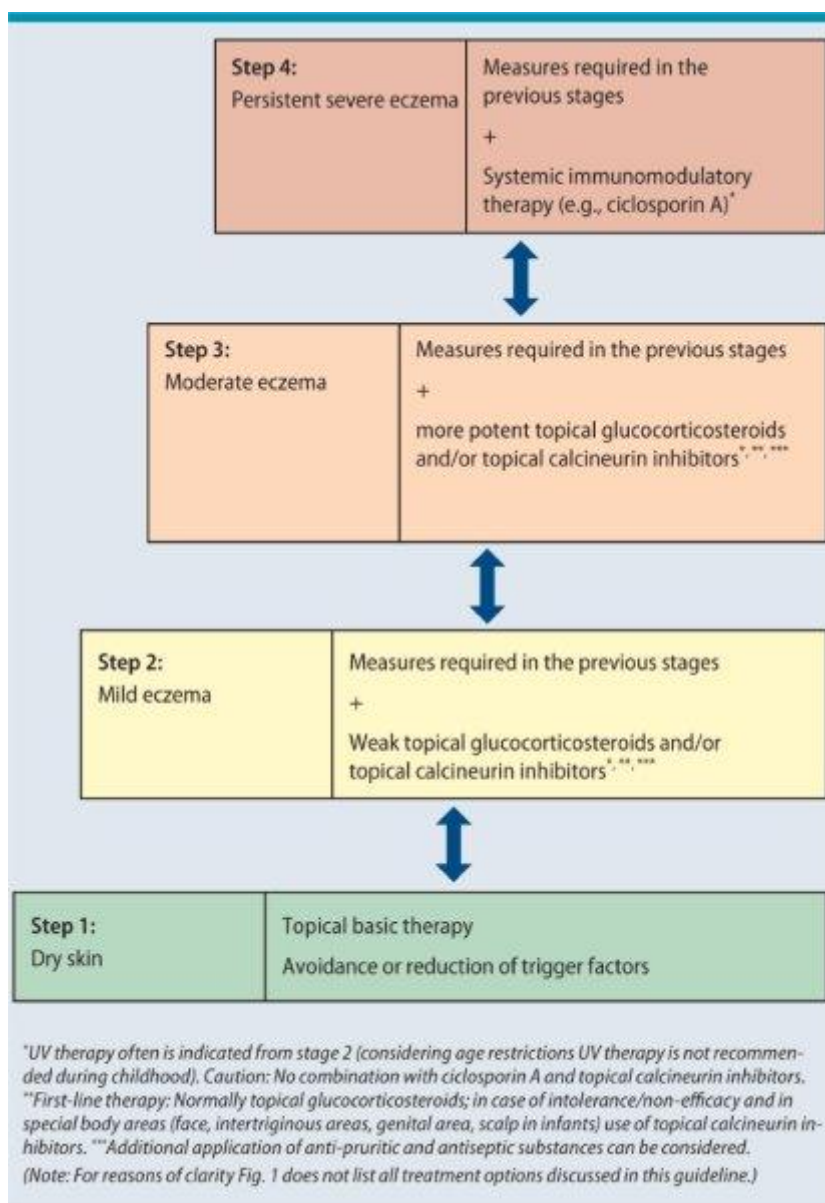 Step 4:
Persistent severe eczema
Measures required in the
previous stages
+
Systemic immunomodulatory
therapy (e.g., ciclosporin A)*
Step 3:
Moderate eczema
Measures required in the previous stages
+
more potent topical glucocorticosteroids
and/or topical calcineurin inhibitors*, **, ***
Step 2:
Mild eczema
Measures required in the previous stages
+
Weak topical glucocorticosteroids and/or
topical calcineurin inhibitors*, **, ***
Step 1:
Dry skin
Topical basic therapy
Avoidance or reduction of trigger factors
*UV therapy often is indicated from stage 2 (considering age restrictions UV therapy is not recommen-
ded during childhood). Caution: No combination with ciclosporin A and topical calcineurin inhibitors.
**First-line therapy: Normally topical glucocorticosteroids; in case of intolerance/non-efficacy and in
special body areas (face, intertriginous areas, genital area, scalp in infants) use of topical calcineurin in-
hibitors. ***Additional application of anti-pruritic and antiseptic substances can be considered.
(Note: For reasons of clarity Fig. 1 does not list all treatment options discussed in this guideline.)